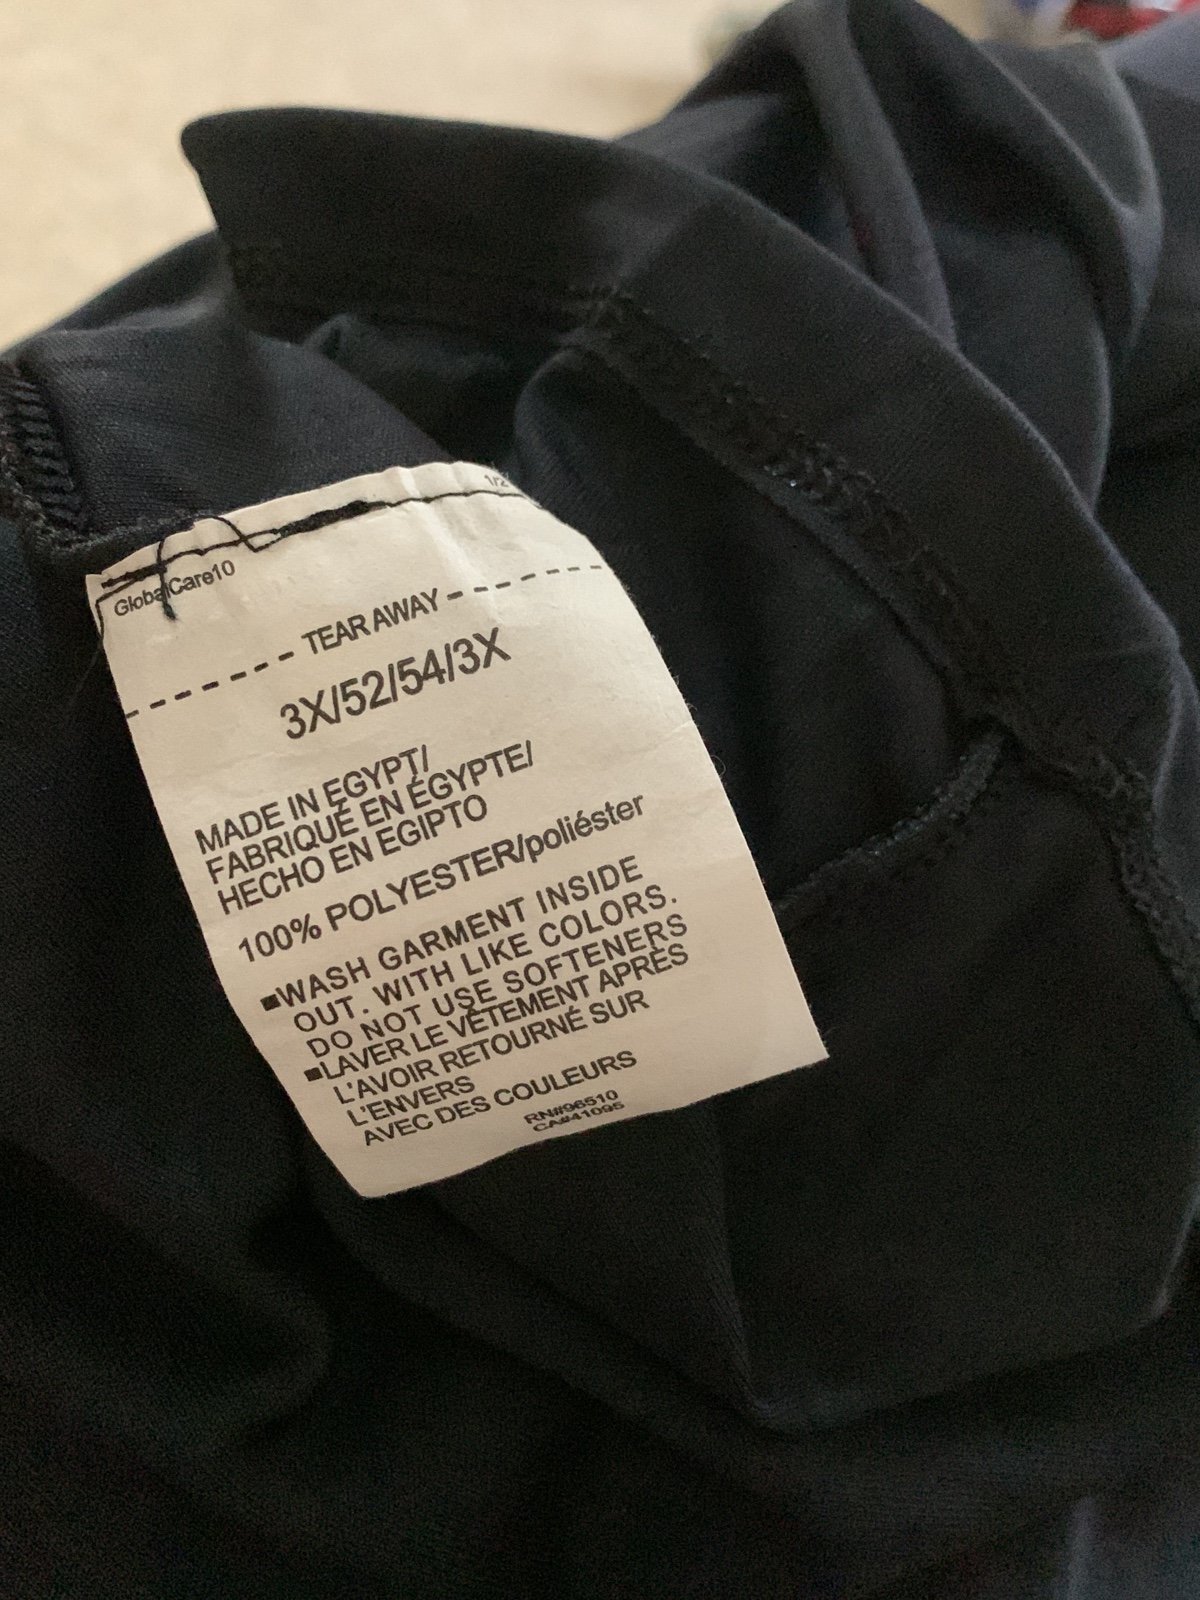 1/2
GlobalCare10
TEAR AWAY
3X/52/54/3X
MADE IN EGYPT/
FABRIQUÉ EN ÉGYPTE/
HECHO EN EGIPTO
100% POLYESTER/poliéster
▪WASH GARMENT INSIDE
OUT. WITH LIKE COLORS.
DO NOT USE SOFTENERS
▪LAVER LE VÊTEMENT APRÈS
L'AVOIR RETOURNÉ SUR
L'ENVERS
AVEC DES COULEURS
RN#96510
CA#41095